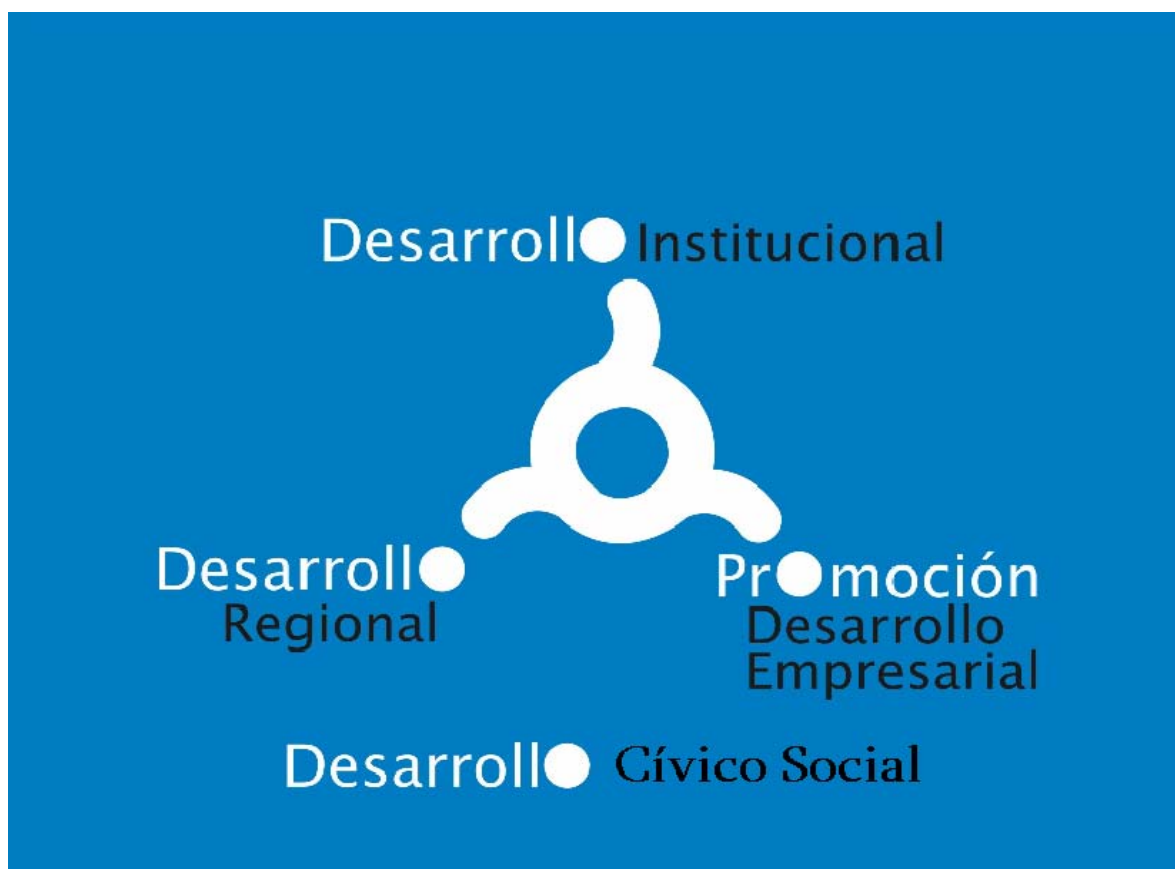 Desarrollo Institucional
Desarrollo
Regional
Promoción
Desarrollo
Empresarial
Desarrollo Cívico Social